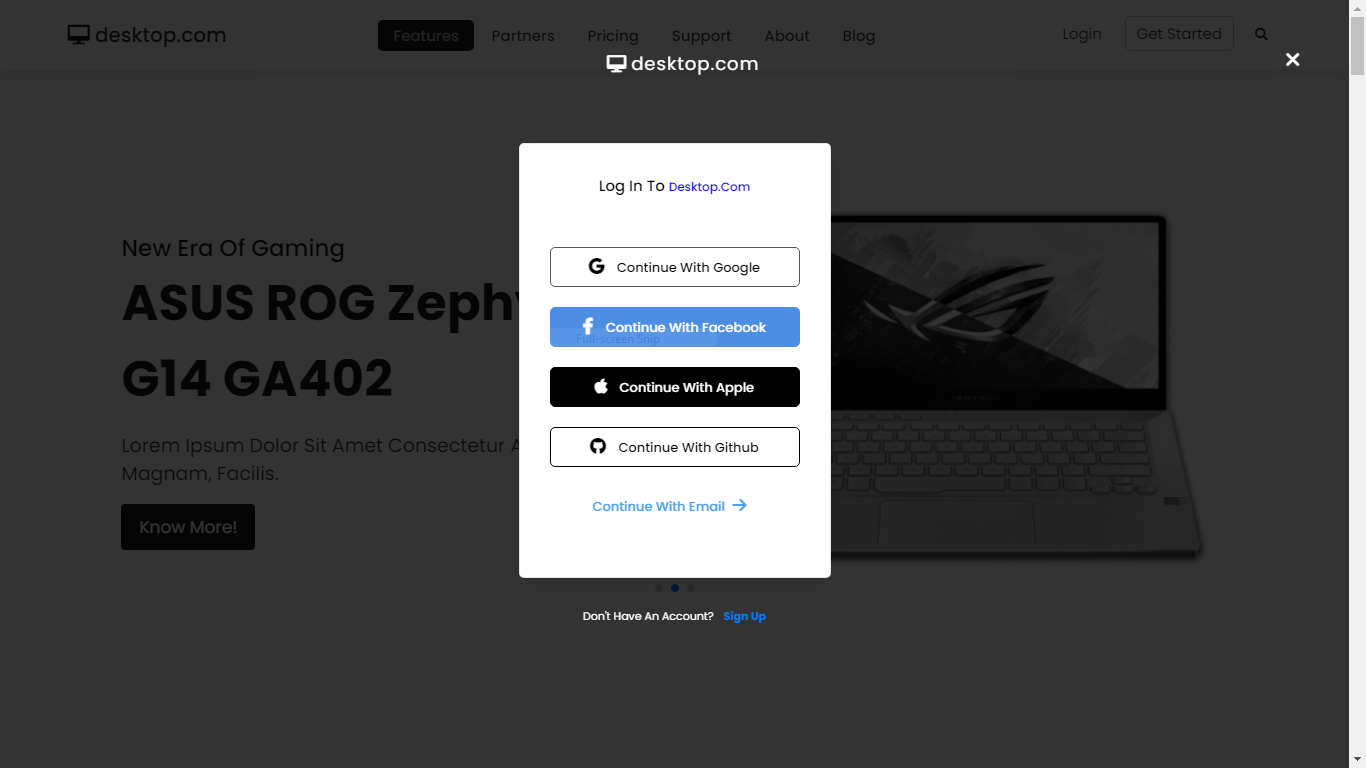 desktop.com
Features
Partners
Pricing
Support
About
Blog
Login
Get Started
desktop.com
Log In To Desktop.Com
Continue With Google
Continue With Facebook
Full-screen Snip
Continue With Apple
Continue With Github
Continue With Email
Don't Have An Account? Sign Up
New Era Of Gaming
ASUS ROG Zephy
G14 GA402
Lorem Ipsum Dolor Sit Amet Consectetur A
Magnam, Facilis.
Know More!